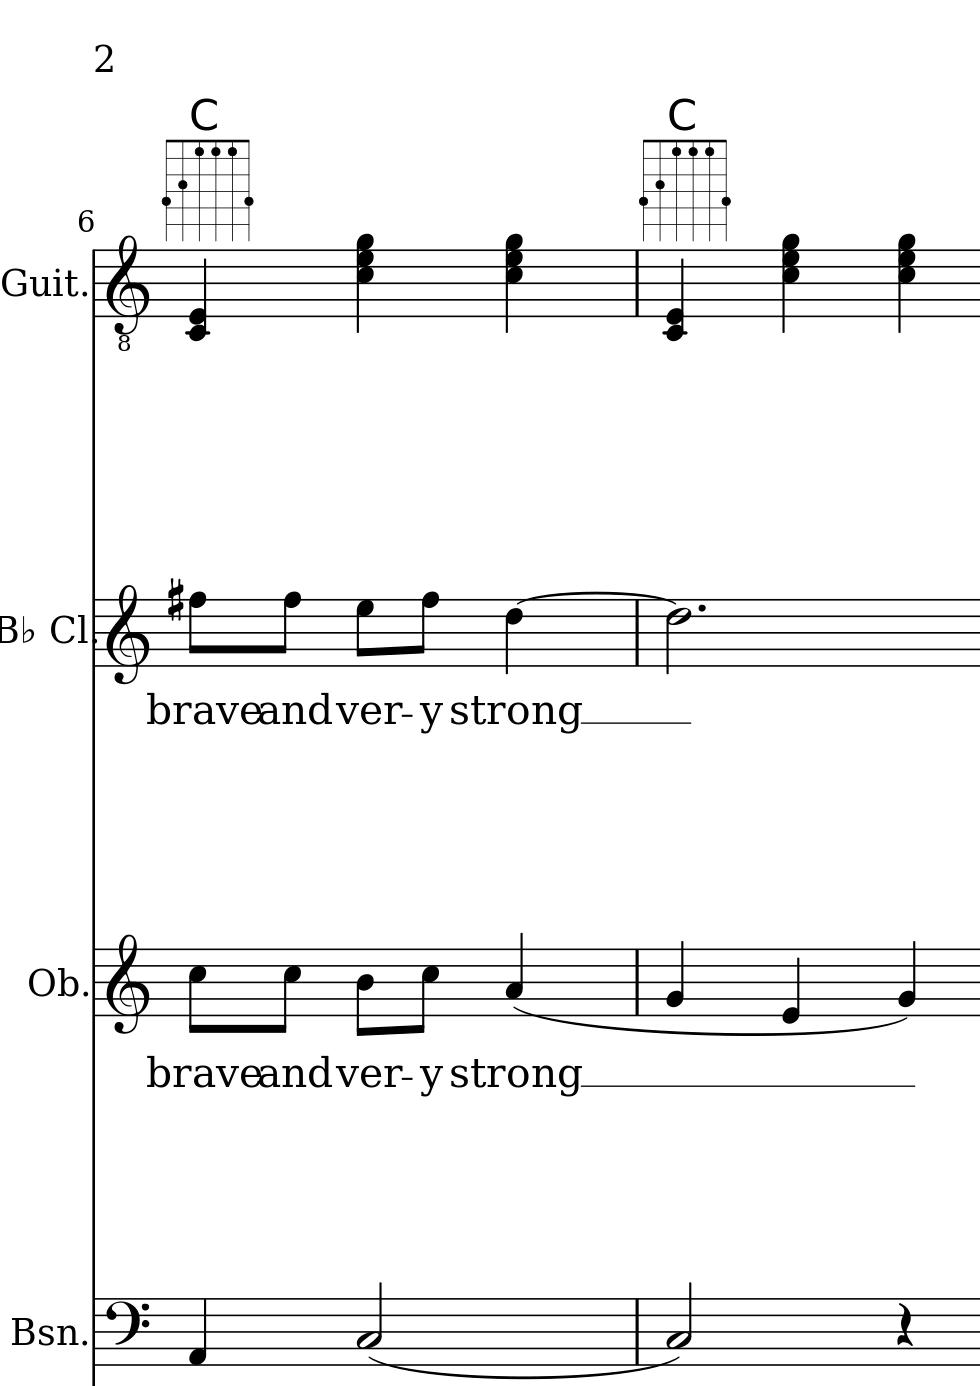 2
C C
6
Guit.
8
B♭ Cl.
brave and ver - y strong
Ob.
brave and ver - y strong
Bsn.